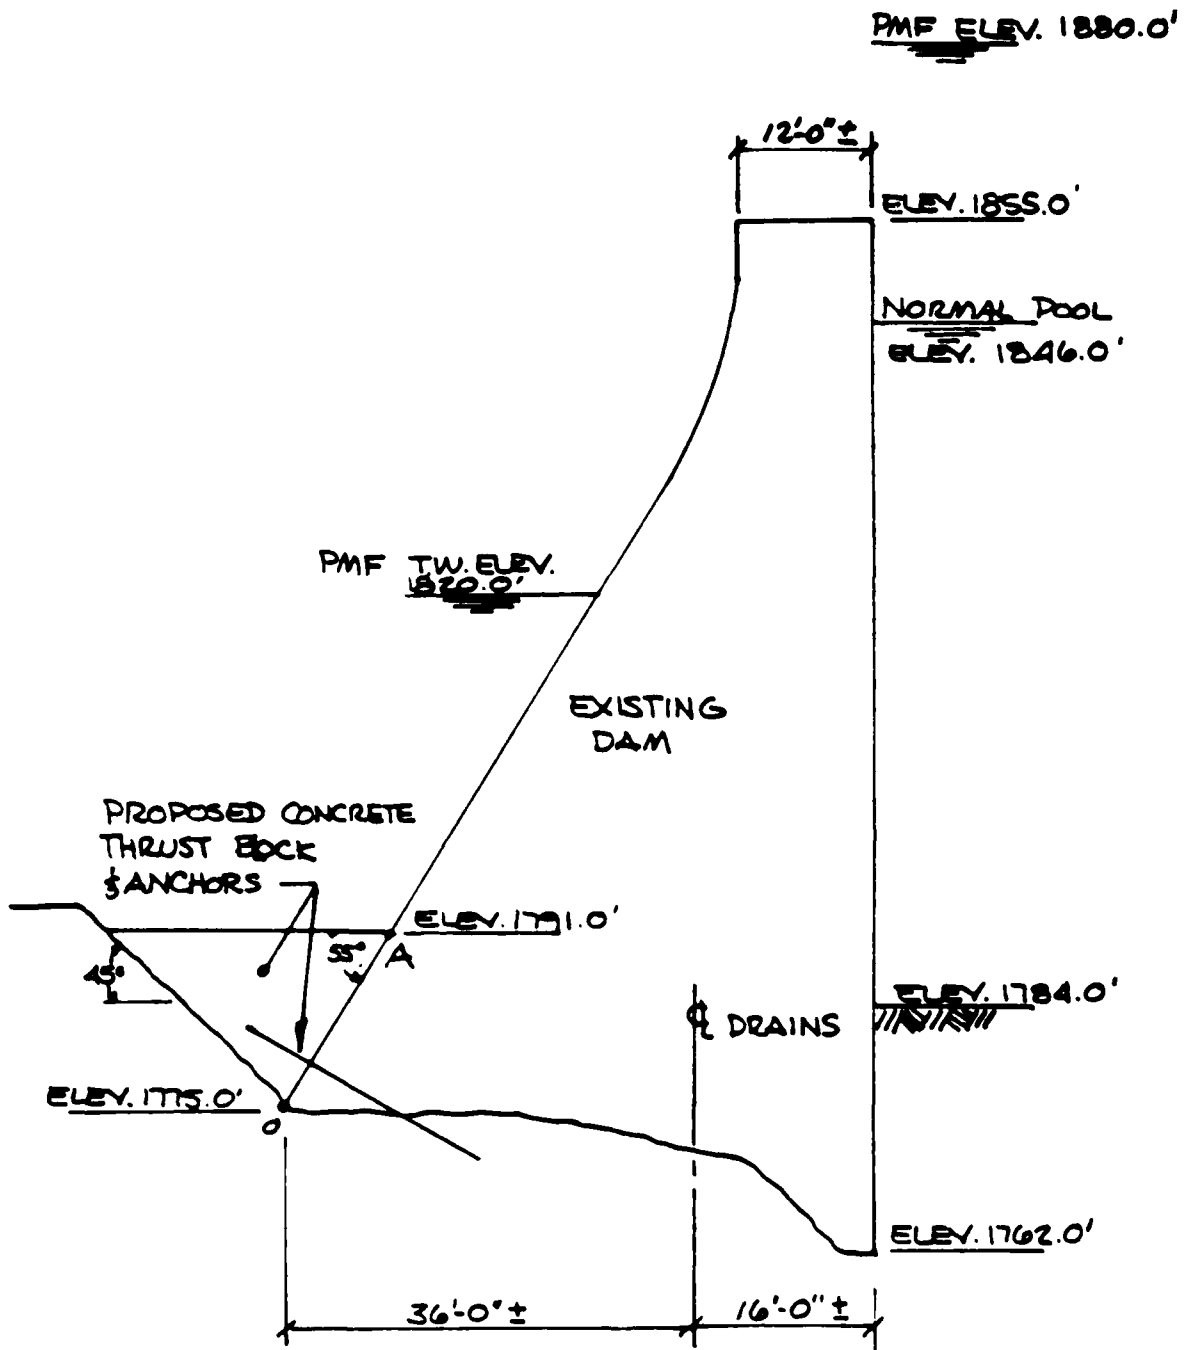 PMF ELEV. 1880.0'
12'-0" ±
ELEV. 1855.0'
NORMAL POOL
ELEV. 1846.0'
PMF TW. ELEV.
1820.0'
EXISTING
DAM
PROPOSED CONCRETE
THRUST BOCK
& ANCHORS
ELEV. 1791.0'
55°
A
45°
ELEV. 1784.0'
℄ DRAINS
ELEV. 1775.0'
O
ELEV. 1762.0'
36'-0" ±
16'-0" ±